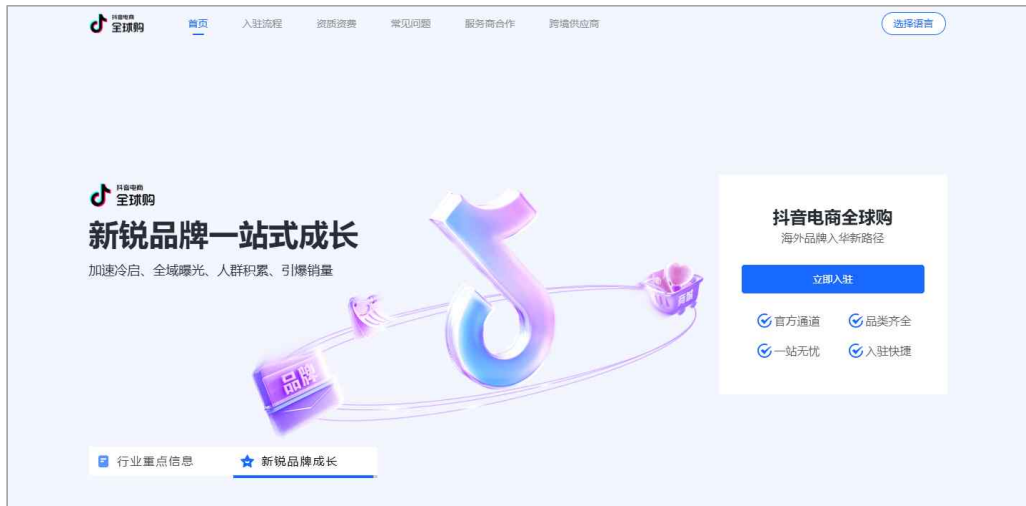 抖音电商
全球购
首页 入驻流程 资质资费 常见问题 服务商合作 跨境供应商 选择语言
抖音电商
全球购
新锐品牌一站式成长
加速冷启、全域曝光、人群积累、引爆销量
品牌
抖音电商全球购
海外品牌入华新路径
立即入驻
官方通道 品类齐全
一站无忧 入驻快捷
行业重点信息 新锐品牌成长